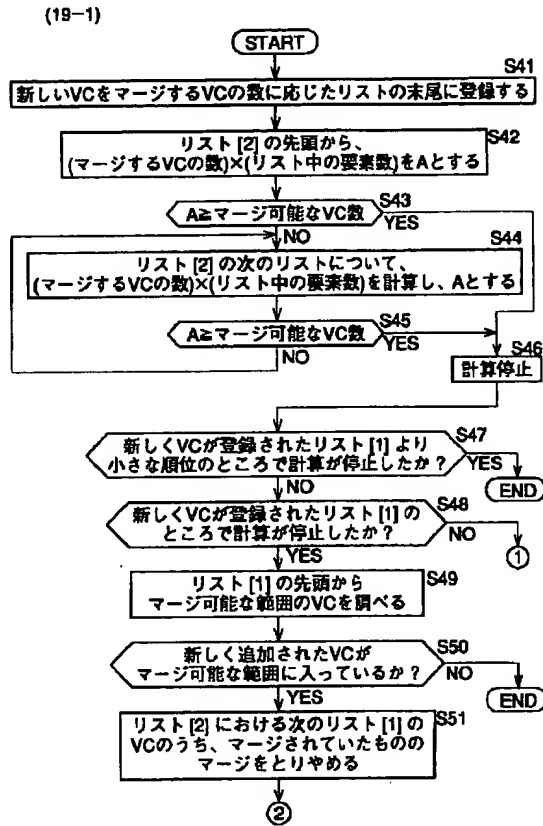 (19-1)
START
S41
新しいVCをマージするVCの数に応じたリストの末尾に登録する
S42
リスト [2] の先頭から、
(マージするVCの数)×(リスト中の要素数)をAとする
S43
A≧マージ可能なVC数
YES
NO
S44
リスト [2] の次のリストについて、
(マージするVCの数)×(リスト中の要素数)を計算し、Aとする
S45
A≧マージ可能なVC数
YES
NO
S46
計算停止
S47
新しくVCが登録されたリスト [1] より
小さな順位のところで計算が停止したか？
YES
END
NO
S48
新しくVCが登録されたリスト [1] の
ところで計算が停止したか？
NO
①
YES
S49
リスト [1] の先頭から
マージ可能な範囲のVCを調べる
S50
新しく追加されたVCが
マージ可能な範囲に入っているか？
NO
END
YES
S51
リスト [2] における次のリスト [1] の
VCのうち、マージされていたものの
マージをとりやめる
②